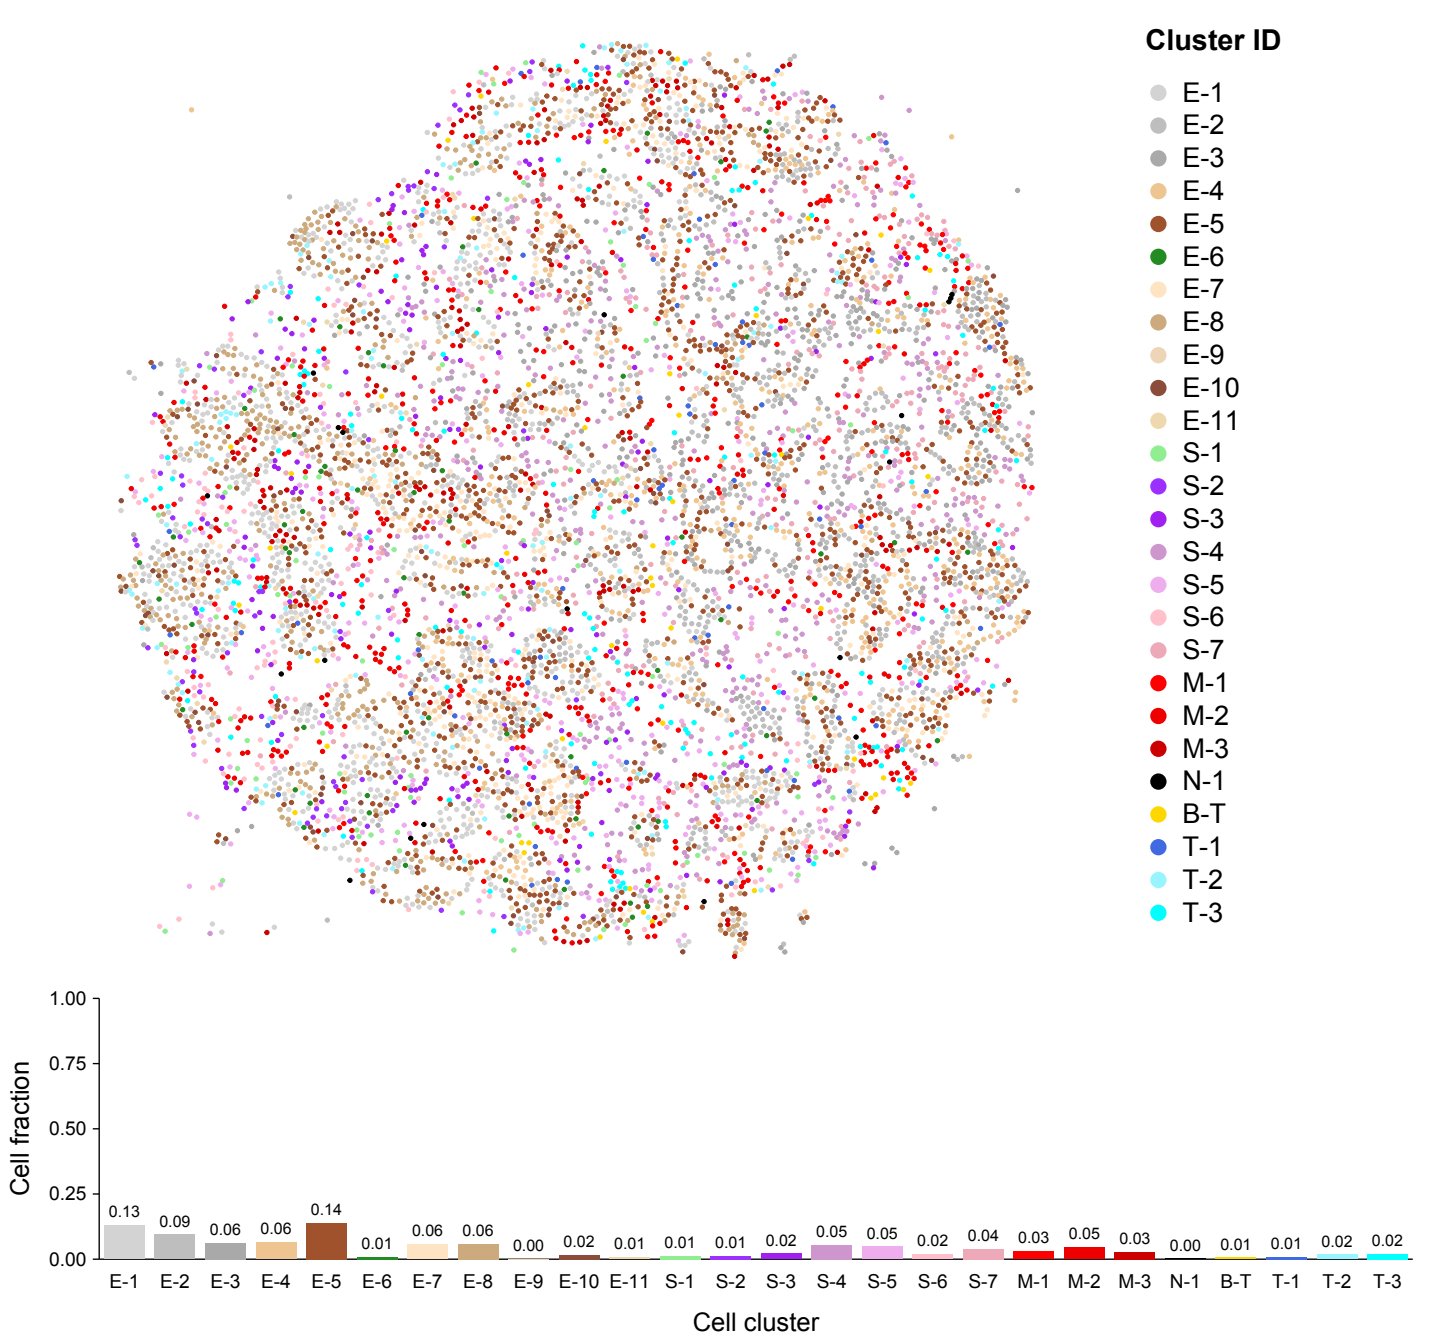 Cluster ID
E-1
E-2
E-3
E-4
E-5
E-6
E-7
E-8
E-9
E-10
E-11
S-1
S-2
S-3
S-4
S-5
S-6
S-7
M-1
M-2
M-3
N-1
B-T
T-1
T-2
T-3
1.00
0.75
0.50
0.25
0.00
Cell fraction
0.13 0.09 0.06 0.06 0.14 0.01 0.06 0.06 0.00 0.02 0.01 0.01 0.01 0.02 0.05 0.05 0.02 0.04 0.03 0.05 0.03 0.00 0.01 0.01 0.02 0.02
E-1 E-2 E-3 E-4 E-5 E-6 E-7 E-8 E-9 E-10 E-11 S-1 S-2 S-3 S-4 S-5 S-6 S-7 M-1 M-2 M-3 N-1 B-T T-1 T-2 T-3
Cell cluster